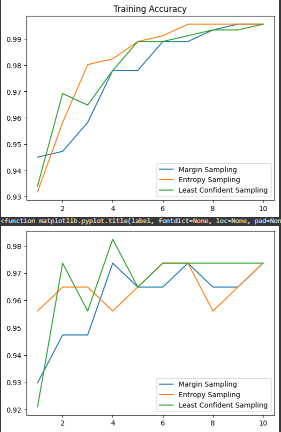 Training Accuracy
0.99
0.98
0.97
0.96
0.95
0.94
0.93
Margin Sampling
Entropy Sampling
Least Confident Sampling
2 4 6 8 10
<function matplotlib.pyplot.title(label, fontdict=None, loc=None, pad=Non
0.98
0.97
0.96
0.95
0.94
0.93
0.92
Margin Sampling
Entropy Sampling
Least Confident Sampling
2 4 6 8 10